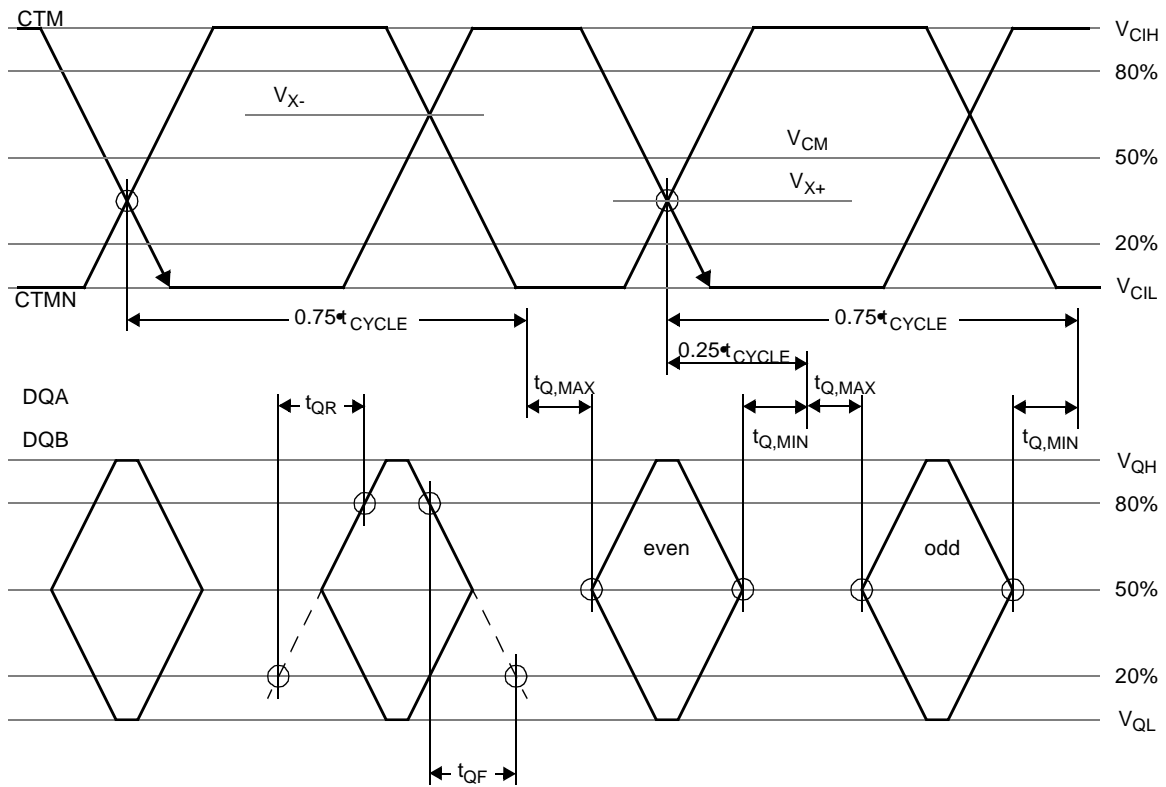 CTM
V_CIH
80%
V_X-
V_CM
50%
V_X+
20%
CTMN
V_CIL
0.75•t_CYCLE
0.75•t_CYCLE
0.25•t_CYCLE
t_Q,MAX
t_Q,MAX
DQA
t_QR
DQB
t_Q,MIN
t_Q,MIN
V_QH
80%
even
odd
50%
20%
V_QL
t_QF